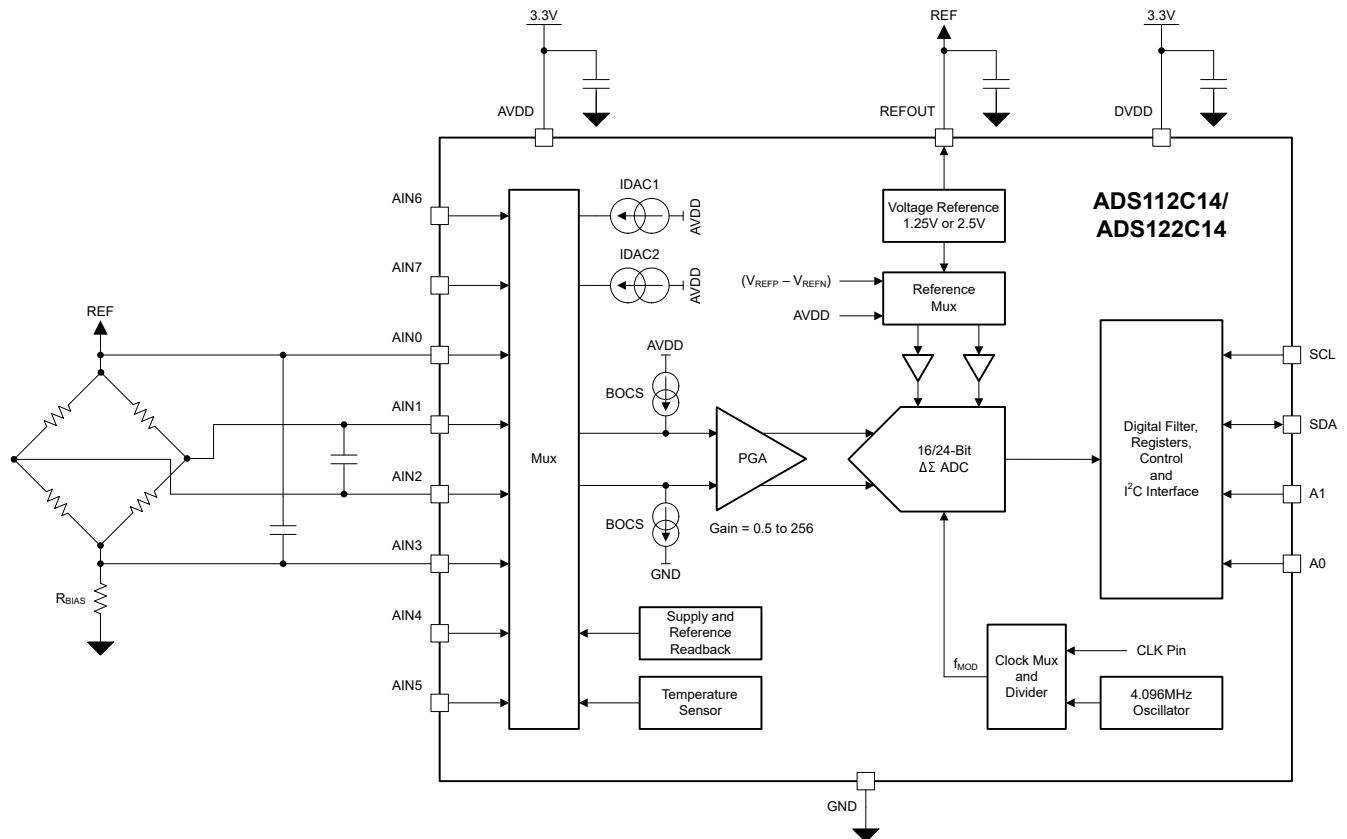 3.3V
REF
3.3V
AVDD
REFOUT
DVDD
ADS112C14/
ADS122C14
AIN6
IDAC1
AVDD
Voltage Reference
1.25V or 2.5V
AIN7
IDAC2
AVDD
(VREFP – VREFN)
AVDD
Reference
Mux
REF
AIN0
AVDD
BOCS
SCL
AIN1
Mux
PGA
16/24-Bit
ΔΣ ADC
Digital Filter,
Registers,
Control
and
I²C Interface
SDA
AIN2
BOCS
Gain = 0.5 to 256
A1
AIN3
GND
A0
RBIAS
AIN4
Supply and
Reference
Readback
fMOD
Clock Mux
and
Divider
CLK Pin
AIN5
Temperature
Sensor
4.096MHz
Oscillator
GND